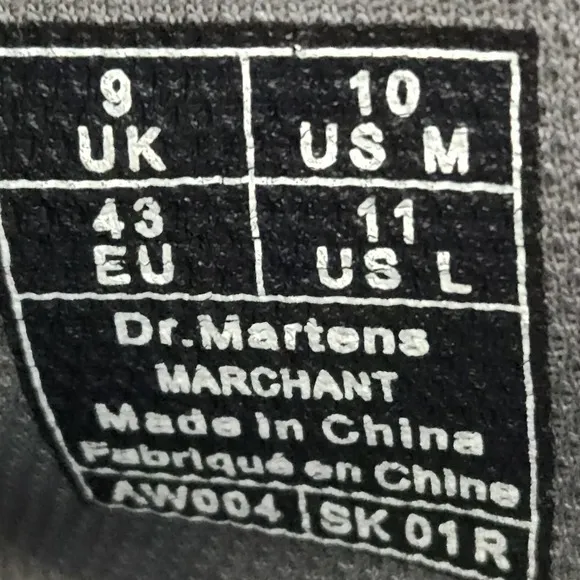 9 10
UK US M
43 11
EU US L
Dr.Martens
MARCHANT
Made in China
Fabriqué en Chine
AW004 SK 01 R